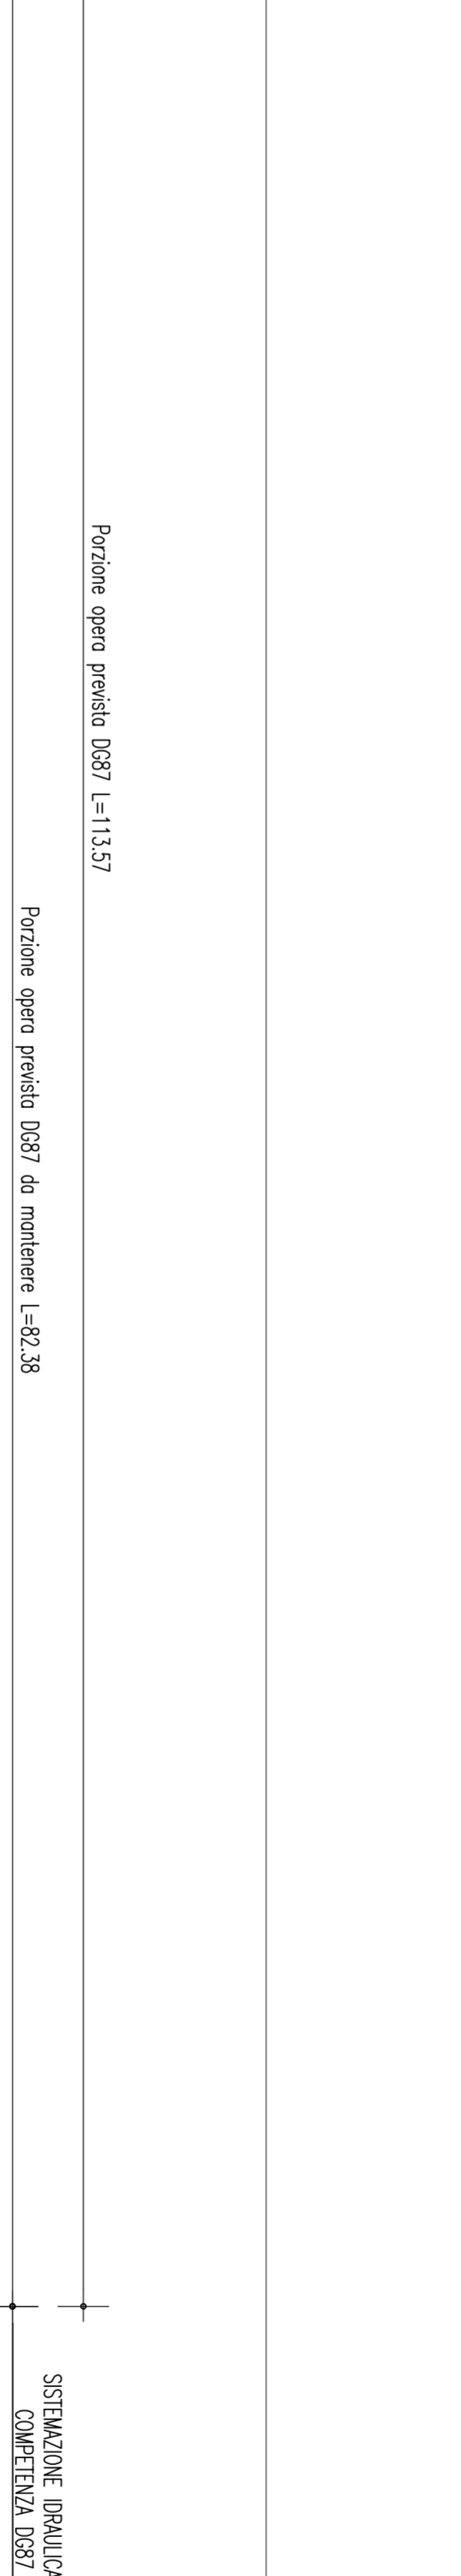 Porzione opera prevista DG87 L=113.57
Porzione opera prevista DG87 da mantenere L=82.38
SISTEMAZIONE IDRAULICA
COMPETENZA DG87